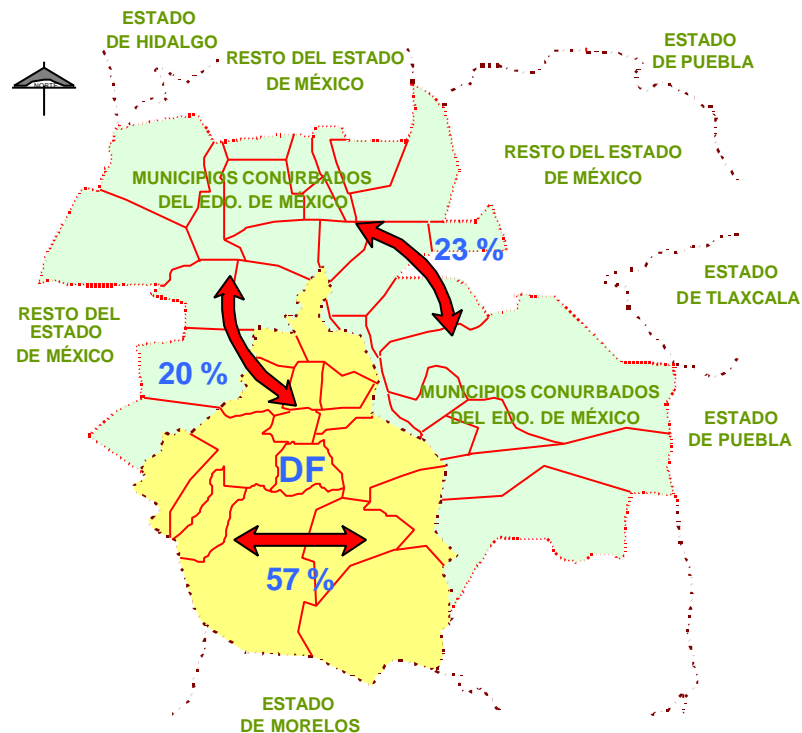 ESTADO
DE HIDALGO
RESTO DEL ESTADO
DE MÉXICO
ESTADO
DE PUEBLA
NORTE
RESTO DEL ESTADO
DE MÉXICO
MUNICIPIOS CONURBADOS
DEL EDO. DE MÉXICO
23 %
ESTADO
DE TLAXCALA
RESTO DEL
ESTADO
DE MÉXICO
20 %
MUNICIPIOS CONURBADOS
DEL EDO. DE MÉXICO
ESTADO
DE PUEBLA
DF
57 %
ESTADO
DE MORELOS